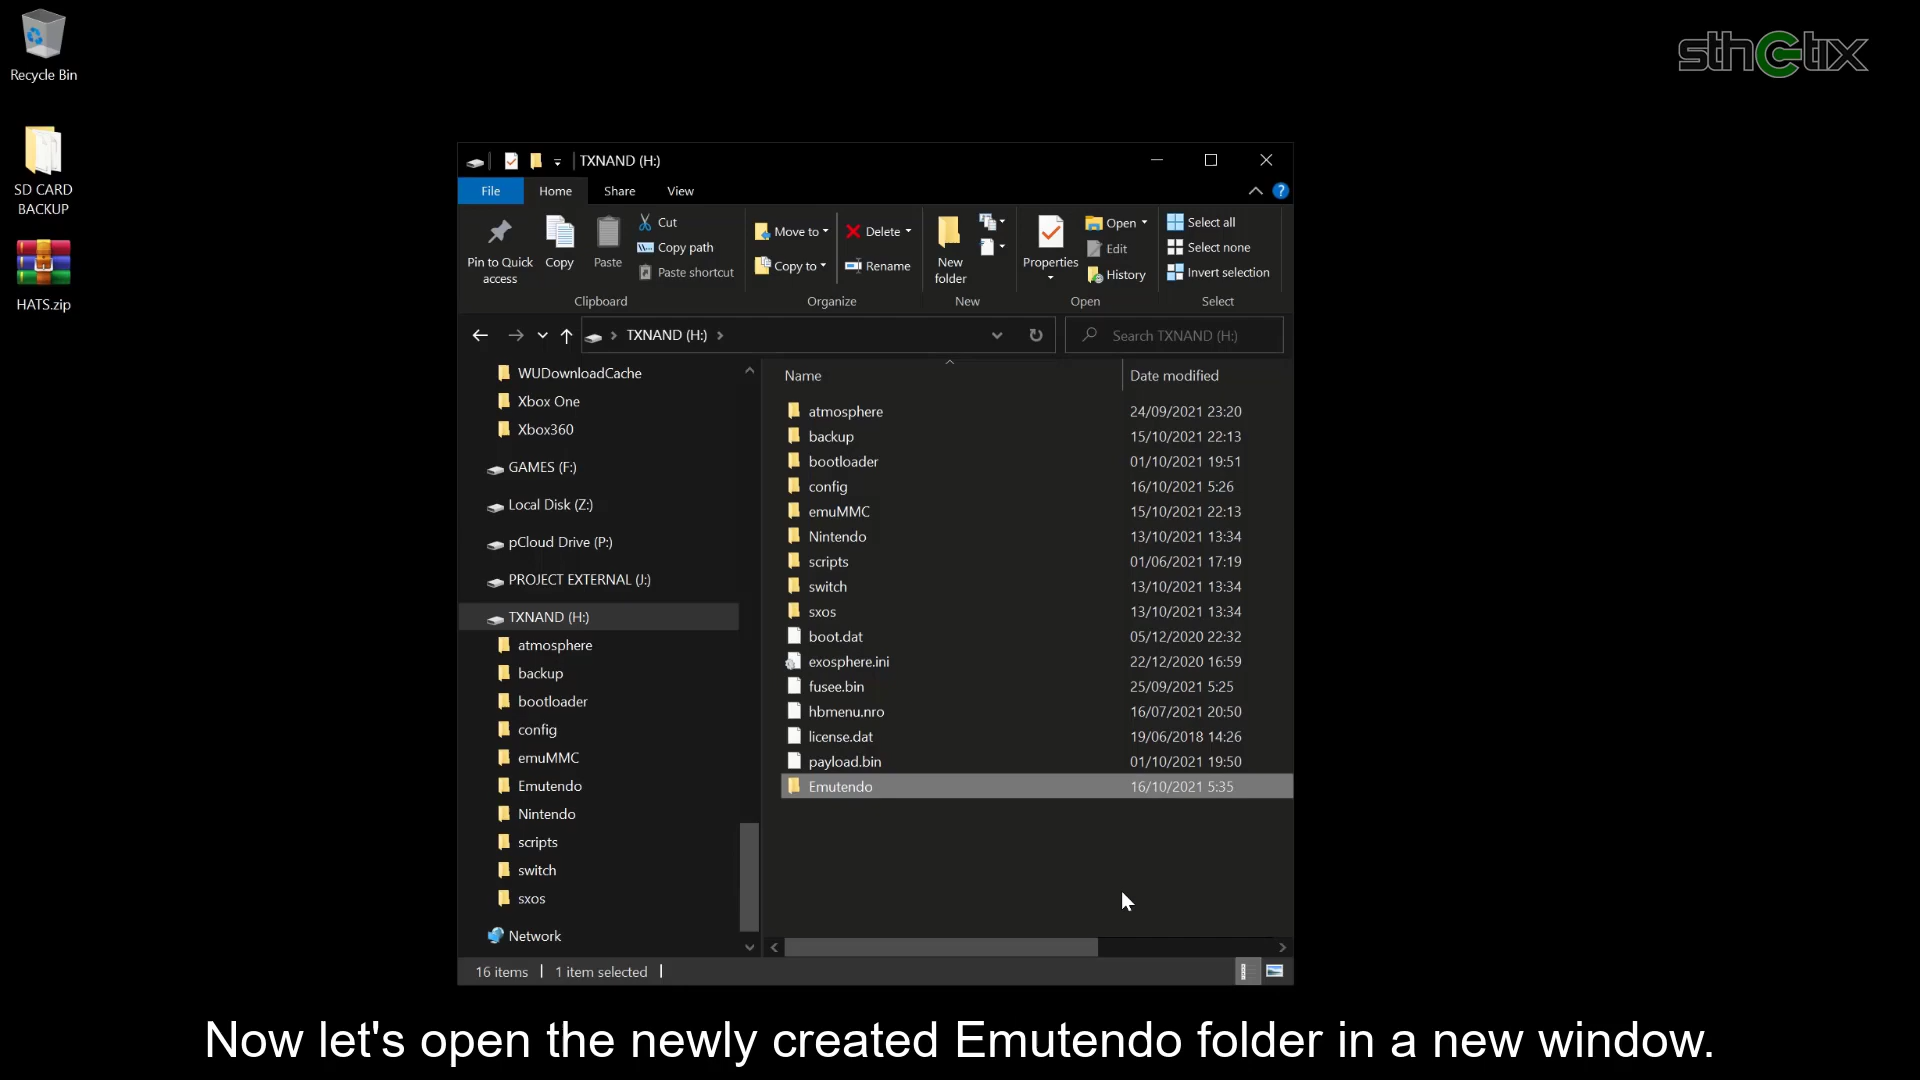 Recycle Bin
SD CARD
BACKUP
HATS.zip
sthetix
TXNAND (H:)
File Home Share View
Pin to Quick
access
Copy
Paste
Cut
Copy path
Paste shortcut
Clipboard
Move to
Copy to
Delete
Rename
Organize
New
folder
New
Properties
Open
Edit
History
Open
Select all
Select none
Invert selection
Select
TXNAND (H:)
Search TXNAND (H:)
WUDownloadCache
Xbox One
Xbox360
GAMES (F:)
Local Disk (Z:)
pCloud Drive (P:)
PROJECT EXTERNAL (J:)
TXNAND (H:)
atmosphere
backup
bootloader
config
emuMMC
Emutendo
Nintendo
scripts
switch
sxos
Network
Name Date modified
atmosphere 24/09/2021 23:20
backup 15/10/2021 22:13
bootloader 01/10/2021 19:51
config 16/10/2021 5:26
emuMMC 15/10/2021 22:13
Nintendo 13/10/2021 13:34
scripts 01/06/2021 17:19
switch 13/10/2021 13:34
sxos 13/10/2021 13:34
boot.dat 05/12/2020 22:32
exosphere.ini 22/12/2020 16:59
fusee.bin 25/09/2021 5:25
hbmenu.nro 16/07/2021 20:50
license.dat 19/06/2018 14:26
payload.bin 01/10/2021 19:50
Emutendo 16/10/2021 5:35
16 items 1 item selected
Now let's open the newly created Emutendo folder in a new window.